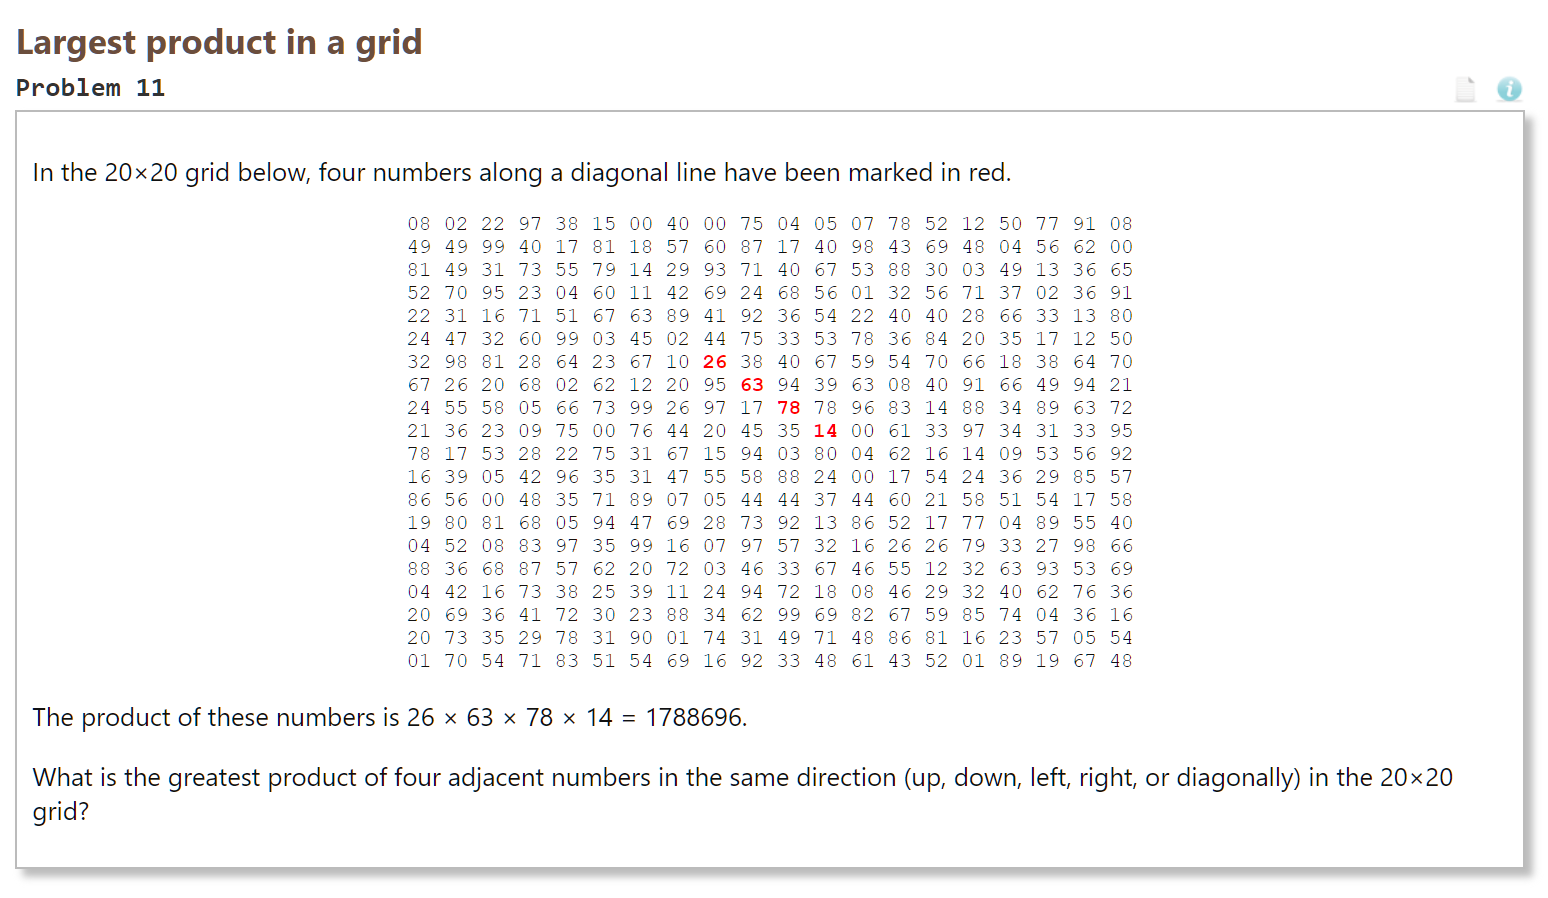 Largest product in a grid
Problem 11
i
In the 20×20 grid below, four numbers along a diagonal line have been marked in red.
08 02 22 97 38 15 00 40 00 75 04 05 07 78 52 12 50 77 91 08
49 49 99 40 17 81 18 57 60 87 17 40 98 43 69 48 04 56 62 00
81 49 31 73 55 79 14 29 93 71 40 67 53 88 30 03 49 13 36 65
52 70 95 23 04 60 11 42 69 24 68 56 01 32 56 71 37 02 36 91
22 31 16 71 51 67 63 89 41 92 36 54 22 40 40 28 66 33 13 80
24 47 32 60 99 03 45 02 44 75 33 53 78 36 84 20 35 17 12 50
32 98 81 28 64 23 67 10 26 38 40 67 59 54 70 66 18 38 64 70
67 26 20 68 02 62 12 20 95 63 94 39 63 08 40 91 66 49 94 21
24 55 58 05 66 73 99 26 97 17 78 78 96 83 14 88 34 89 63 72
21 36 23 09 75 00 76 44 20 45 35 14 00 61 33 97 34 31 33 95
78 17 53 28 22 75 31 67 15 94 03 80 04 62 16 14 09 53 56 92
16 39 05 42 96 35 31 47 55 58 88 24 00 17 54 24 36 29 85 57
86 56 00 48 35 71 89 07 05 44 44 37 44 60 21 58 51 54 17 58
19 80 81 68 05 94 47 69 28 73 92 13 86 52 17 77 04 89 55 40
04 52 08 83 97 35 99 16 07 97 57 32 16 26 26 79 33 27 98 66
88 36 68 87 57 62 20 72 03 46 33 67 46 55 12 32 63 93 53 69
04 42 16 73 38 25 39 11 24 94 72 18 08 46 29 32 40 62 76 36
20 69 36 41 72 30 23 88 34 62 99 69 82 67 59 85 74 04 36 16
20 73 35 29 78 31 90 01 74 31 49 71 48 86 81 16 23 57 05 54
01 70 54 71 83 51 54 69 16 92 33 48 61 43 52 01 89 19 67 48
The product of these numbers is 26 × 63 × 78 × 14 = 1788696.
What is the greatest product of four adjacent numbers in the same direction (up, down, left, right, or diagonally) in the 20×20
grid?